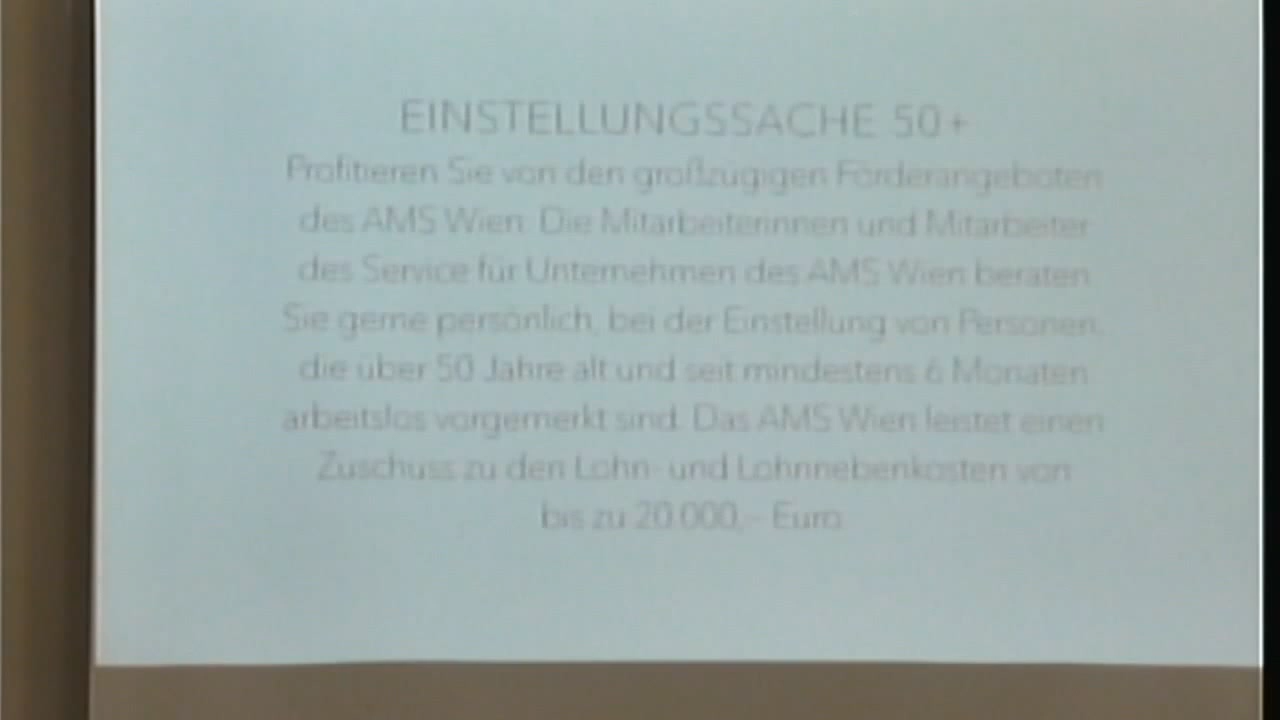 EINSTELLUNGSSACHE 50+
Profitieren Sie von den großzügigen Förderangeboten
des AMS Wien. Die Mitarbeiterinnen und Mitarbeiter
des Service für Unternehmen des AMS Wien beraten
Sie gerne persönlich, bei der Einstellung von Personen,
die über 50 Jahre alt und seit mindestens 6 Monaten
arbeitslos vorgemerkt sind. Das AMS Wien leistet einen
Zuschuss zu den Lohn- und Lohnnebenkosten von
bis zu 20.000,– Euro.